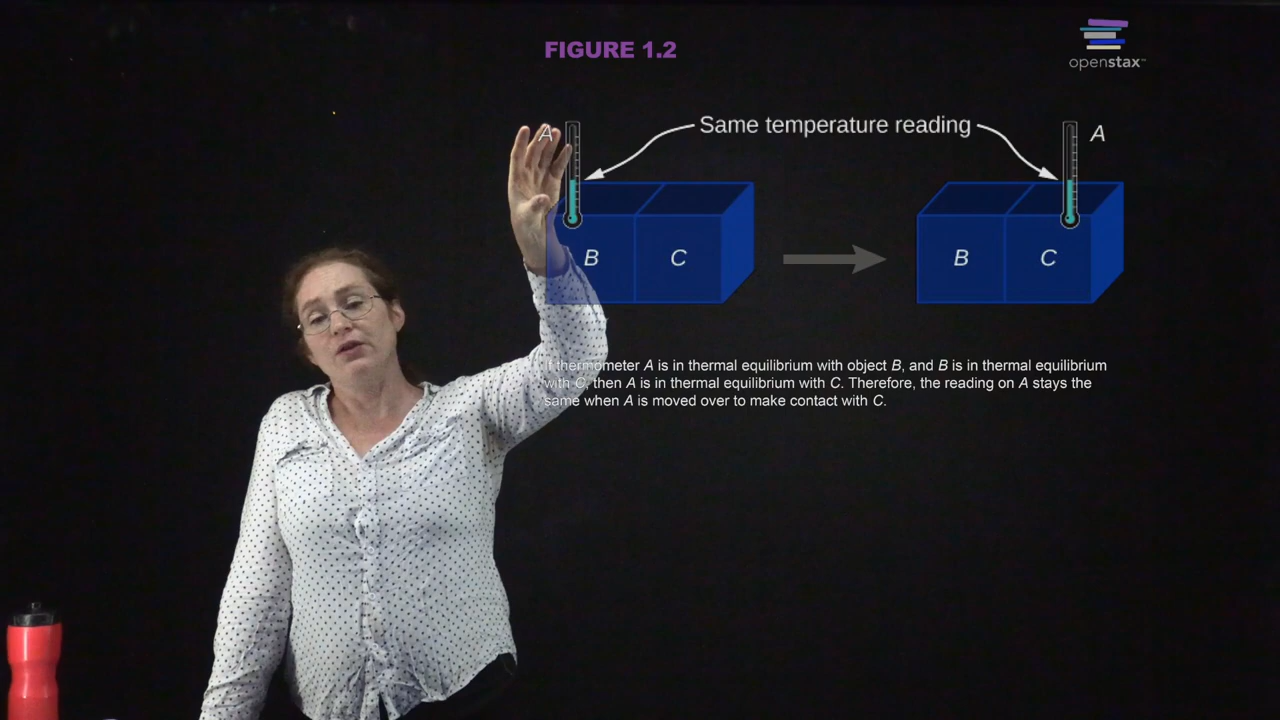 FIGURE 1.2
openstax™
A
Same temperature reading
A
B
C
B
C
If thermometer A is in thermal equilibrium with object B, and B is in thermal equilibrium
with C, then A is in thermal equilibrium with C. Therefore, the reading on A stays the
same when A is moved over to make contact with C.